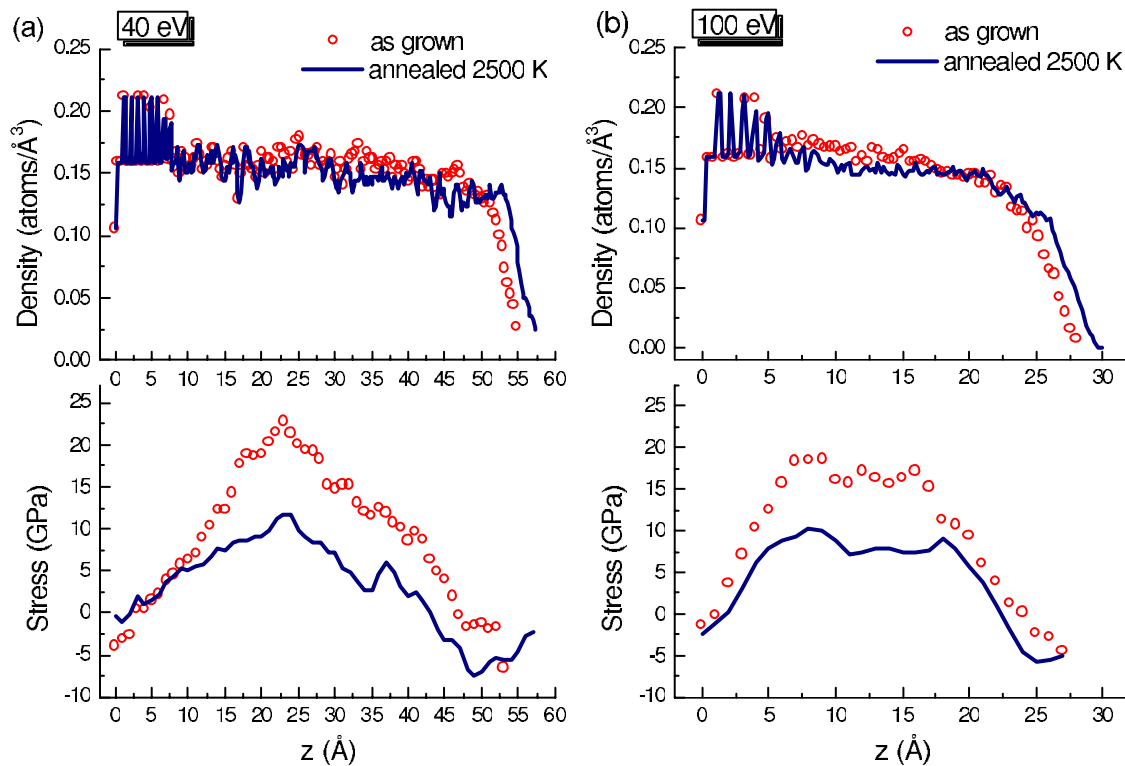 (a)
40 eV
as grown
annealed 2500 K
0.25
0.20
0.15
0.10
0.05
0.00
Density (atoms/Å³)
0 5 10 15 20 25 30 35 40 45 50 55 60
25
20
15
10
5
0
-5
-10
Stress (GPa)
0 5 10 15 20 25 30 35 40 45 50 55 60
z (Å)
(b)
100 eV
as grown
annealed 2500 K
0.25
0.20
0.15
0.10
0.05
0.00
Density (atoms/Å³)
0 5 10 15 20 25 30
25
20
15
10
5
0
-5
-10
Stress (GPa)
0 5 10 15 20 25 30
z (Å)